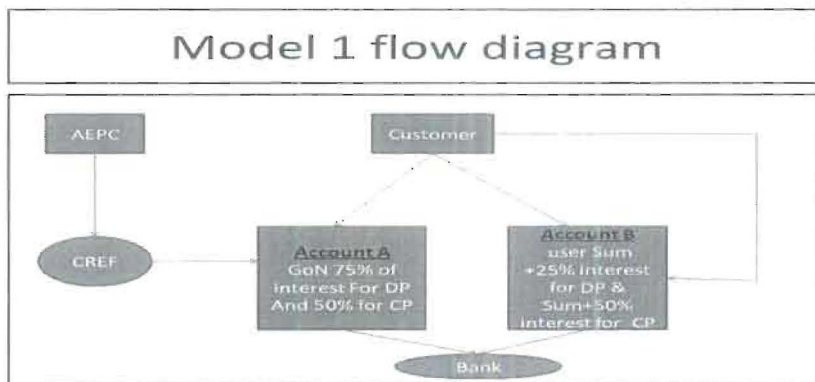 Model 1 flow diagram
AEPC
Customer
CREF
Account A
GoN 75% of
interest For DP
And 50% for CP
Account B
user Sum
+25% interest
for DP &
Sum+50%
interest for CP
Bank